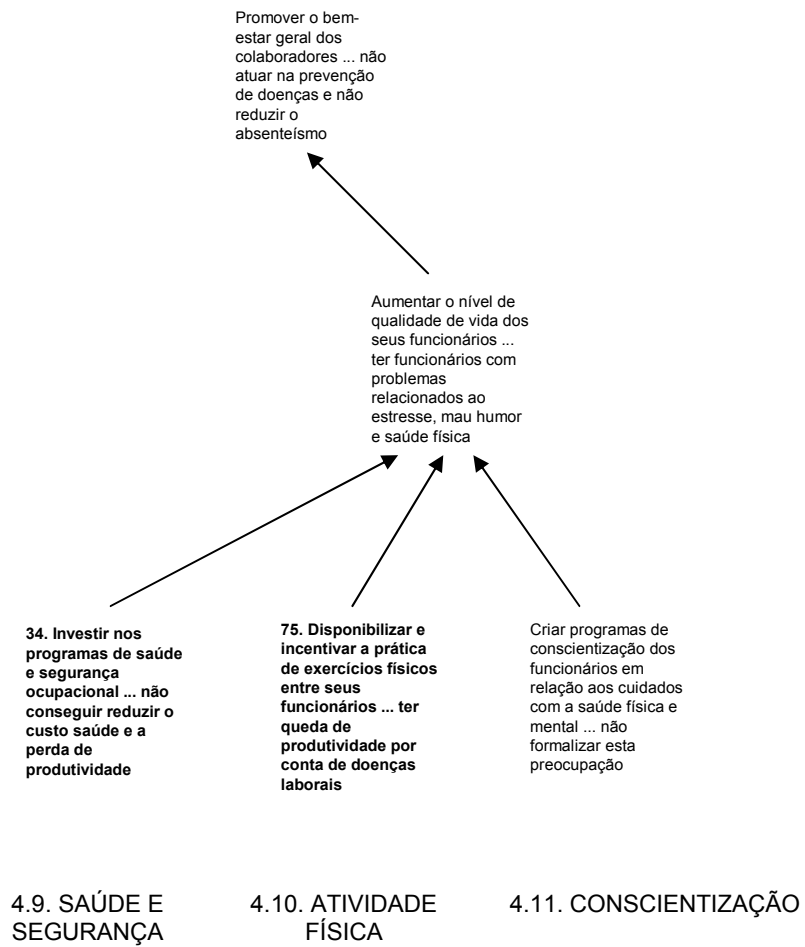 Promover o bem-
estar geral dos
colaboradores ... não
atuar na prevenção
de doenças e não
reduzir o
absenteísmo
Aumentar o nível de
qualidade de vida dos
seus funcionários ...
ter funcionários com
problemas
relacionados ao
estresse, mau humor
e saúde física
34. Investir nos
programas de saúde
e segurança
ocupacional ... não
conseguir reduzir o
custo saúde e a
perda de
produtividade
75. Disponibilizar e
incentivar a prática
de exercícios físicos
entre seus
funcionários ... ter
queda de
produtividade por
conta de doenças
laborais
Criar programas de
conscientização dos
funcionários em
relação aos cuidados
com a saúde física e
mental ... não
formalizar esta
preocupação
4.9. SAÚDE E
SEGURANÇA
4.10. ATIVIDADE
FÍSICA
4.11. CONSCIENTIZAÇÃO